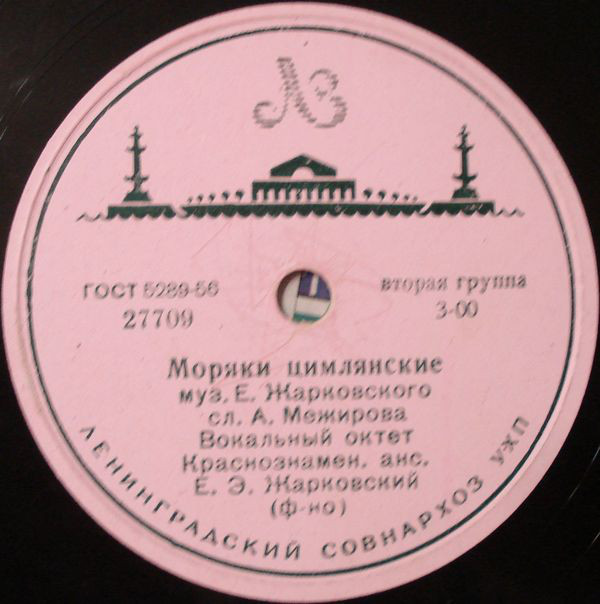 ЛЗ
ГОСТ 5289-56
27709
вторая группа
3-00
Моряки цимлянские
муз. Е. Жарковского
сл. А. Межирова
Вокальный октет
Краснознамен. анс.
Е. Э. Жарковский
(ф-но)
ЛЕНИНГРАДСКИЙ СОВНАРХОЗ УХП